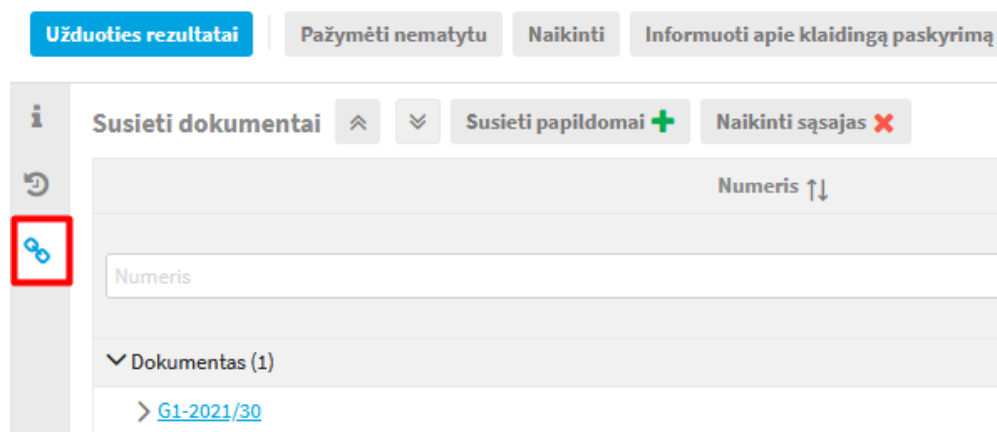 Užduoties rezultatai Pažymėti nematytu Naikinti Informuoti apie klaidingą paskyrimą
Susieti dokumentai Susieti papildomai Naikinti sąsajas
Numeris
Numeris
Dokumentas (1)
G1-2021/30